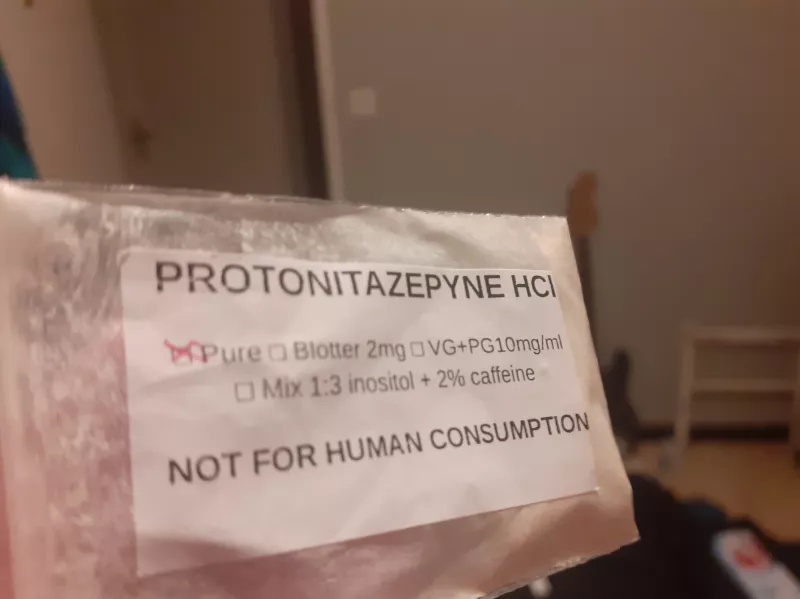 PROTONITAZEPYNE HCl
☒ Pure ☐ Blotter 2mg ☐ VG+PG10mg/ml
☐ Mix 1:3 inositol + 2% caffeine
NOT FOR HUMAN CONSUMPTION